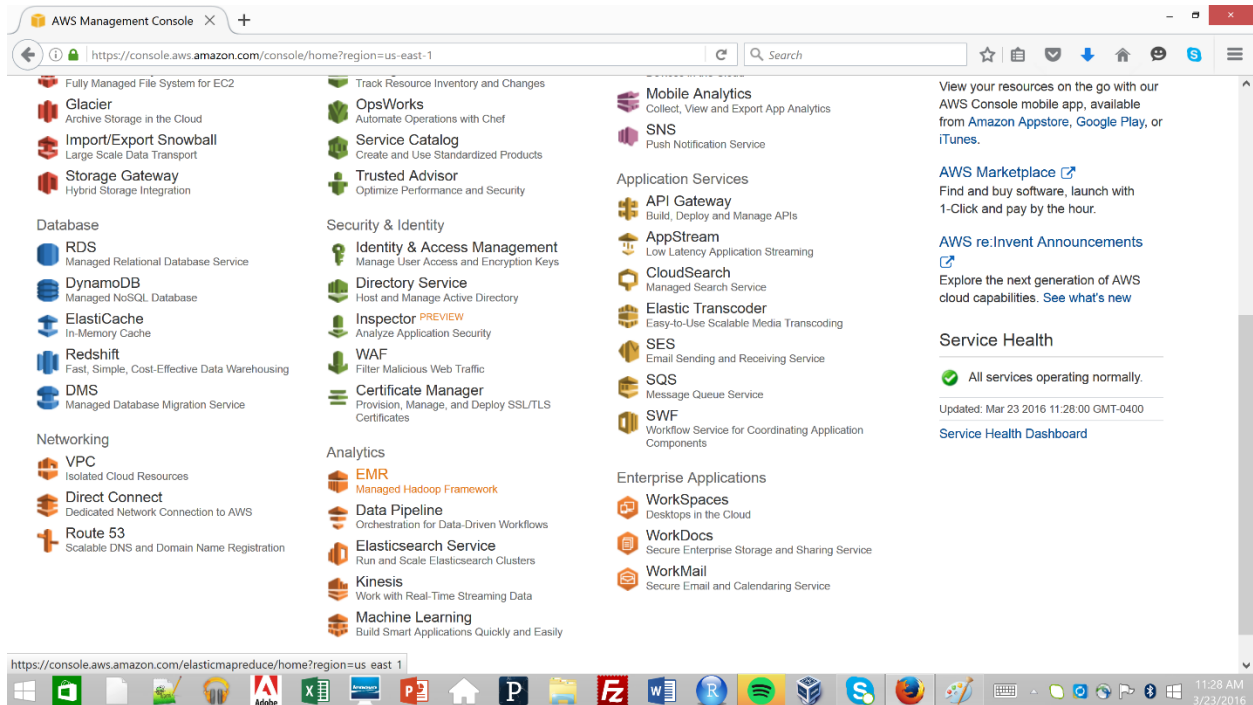 AWS Management Console
https://console.aws.amazon.com/console/home?region=us-east-1
Search
Fully Managed File System for EC2
Glacier
Archive Storage in the Cloud
Import/Export Snowball
Large Scale Data Transport
Storage Gateway
Hybrid Storage Integration
Database
RDS
Managed Relational Database Service
DynamoDB
Managed NoSQL Database
ElastiCache
In-Memory Cache
Redshift
Fast, Simple, Cost-Effective Data Warehousing
DMS
Managed Database Migration Service
Networking
VPC
Isolated Cloud Resources
Direct Connect
Dedicated Network Connection to AWS
Route 53
Scalable DNS and Domain Name Registration
Track Resource Inventory and Changes
OpsWorks
Automate Operations with Chef
Service Catalog
Create and Use Standardized Products
Trusted Advisor
Optimize Performance and Security
Security & Identity
Identity & Access Management
Manage User Access and Encryption Keys
Directory Service
Host and Manage Active Directory
Inspector PREVIEW
Analyze Application Security
WAF
Filter Malicious Web Traffic
Certificate Manager
Provision, Manage, and Deploy SSL/TLS
Certificates
Analytics
EMR
Managed Hadoop Framework
Data Pipeline
Orchestration for Data-Driven Workflows
Elasticsearch Service
Run and Scale Elasticsearch Clusters
Kinesis
Work with Real-Time Streaming Data
Machine Learning
Build Smart Applications Quickly and Easily
Mobile Analytics
Collect, View and Export App Analytics
SNS
Push Notification Service
Application Services
API Gateway
Build, Deploy and Manage APIs
AppStream
Low Latency Application Streaming
CloudSearch
Managed Search Service
Elastic Transcoder
Easy-to-Use Scalable Media Transcoding
SES
Email Sending and Receiving Service
SQS
Message Queue Service
SWF
Workflow Service for Coordinating Application
Components
Enterprise Applications
WorkSpaces
Desktops in the Cloud
WorkDocs
Secure Enterprise Storage and Sharing Service
WorkMail
Secure Email and Calendaring Service
View your resources on the go with our
AWS Console mobile app, available
from Amazon Appstore, Google Play, or
iTunes.
AWS Marketplace
Find and buy software, launch with
1-Click and pay by the hour.
AWS re:Invent Announcements
Explore the next generation of AWS
cloud capabilities. See what's new
Service Health
All services operating normally.
Updated: Mar 23 2016 11:28:00 GMT-0400
Service Health Dashboard
https://console.aws.amazon.com/elasticmapreduce/home?region=us east 1
Adobe
11:28 AM
3/23/2016